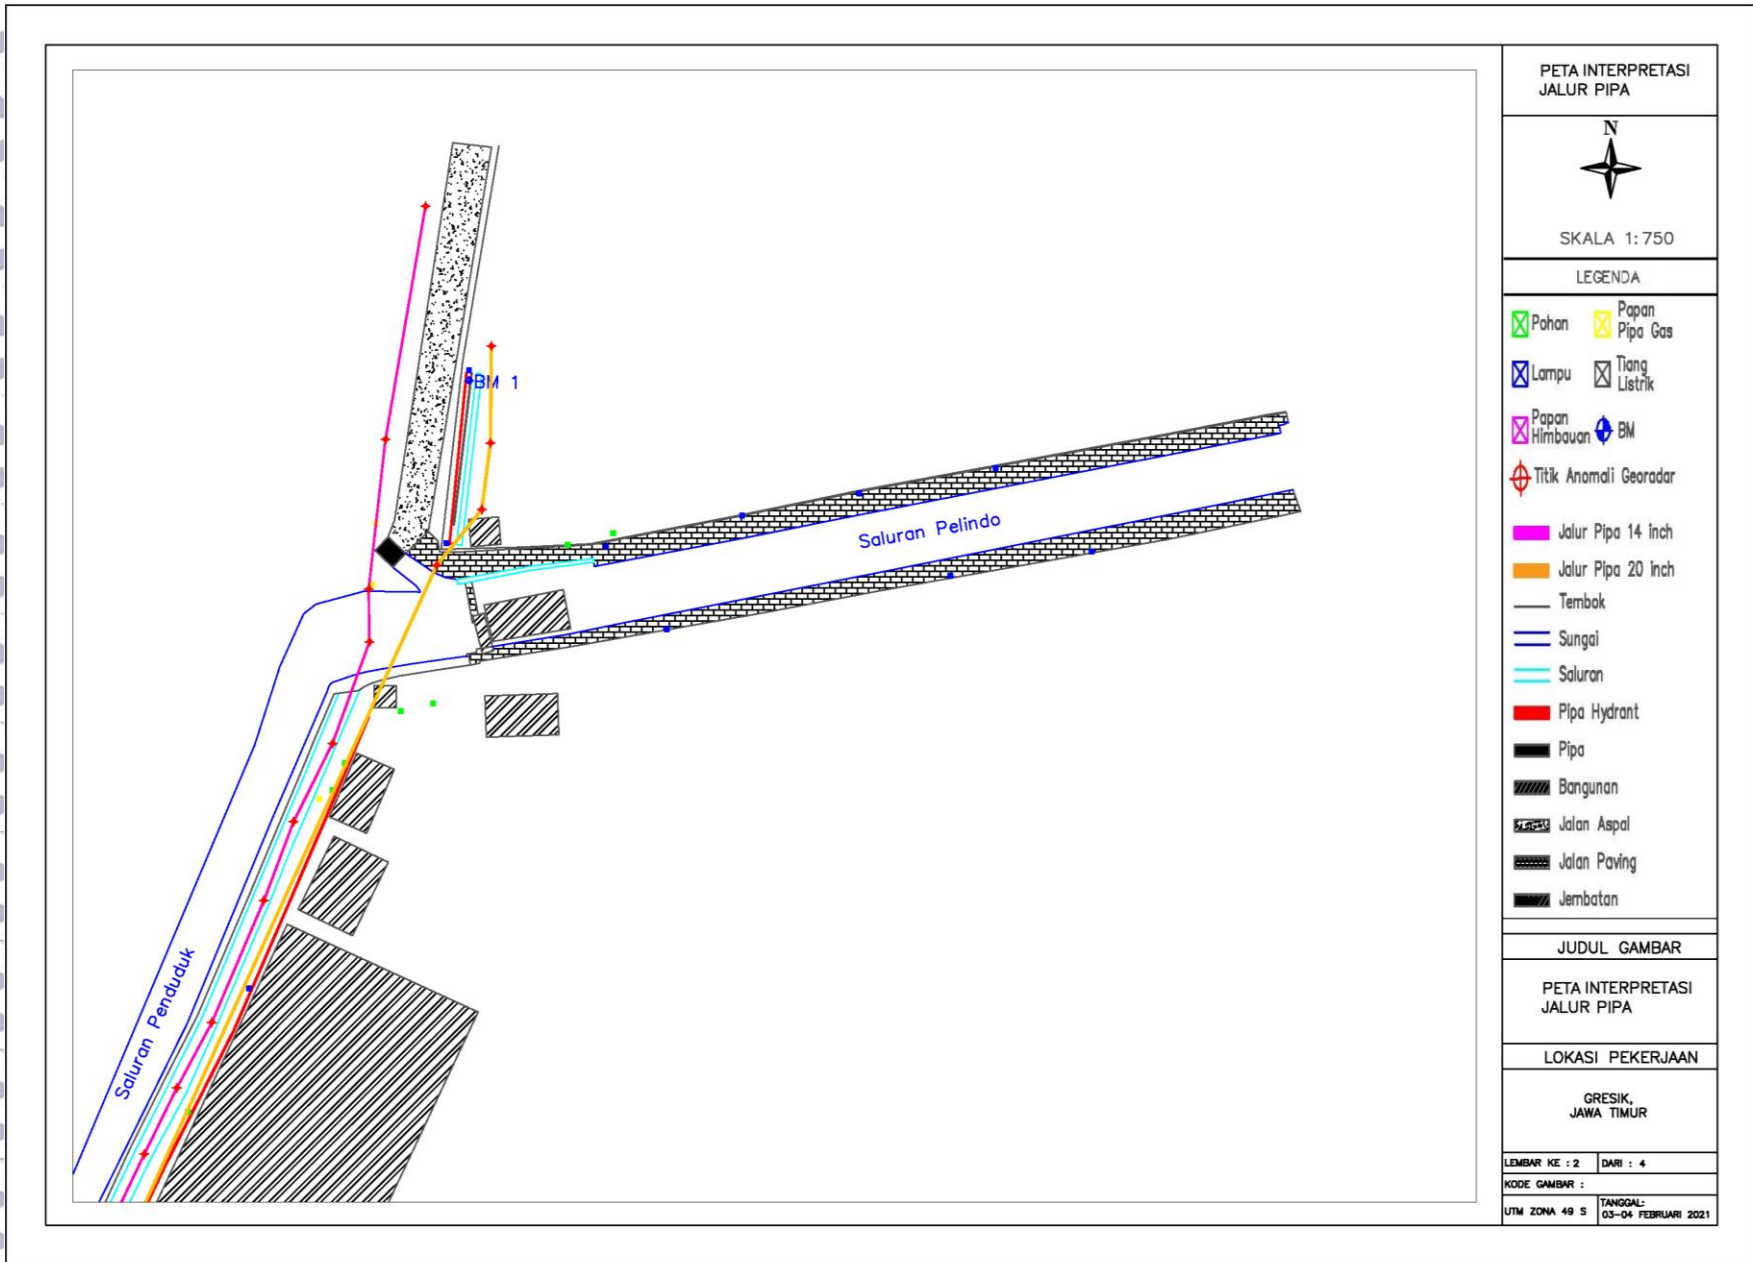 PETA INTERPRETASI
JALUR PIPA
N
SKALA 1:750
LEGENDA
Pohon
Papan
Pipa Gas
Lampu
Tiang
Listrik
Papan
Himbauan
BM
Titik Anomali Georadar
Jalur Pipa 14 inch
Jalur Pipa 20 inch
Tembok
Sungai
Saluran
Pipa Hydrant
Pipa
Bangunan
Jalan Aspal
Jalan Paving
Jembatan
JUDUL GAMBAR
PETA INTERPRETASI
JALUR PIPA
LOKASI PEKERJAAN
GRESIK,
JAWA TIMUR
LEMBAR KE : 2
DARI : 4
KODE GAMBAR :
UTM ZONA 49 S
TANGGAL:
03-04 FEBRUARI 2021
BM 1
Saluran Pelindo
Saluran Penduduk